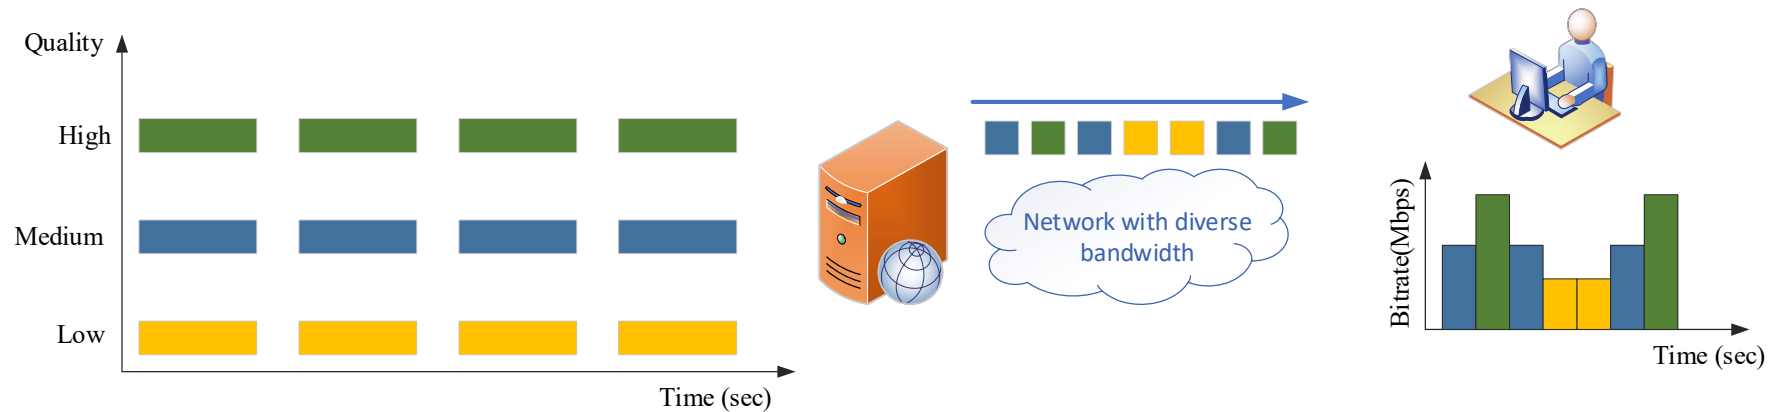 Quality
High
Medium
Low
Time (sec)
Network with diverse
bandwidth
Bitrate(Mbps)
Time (sec)